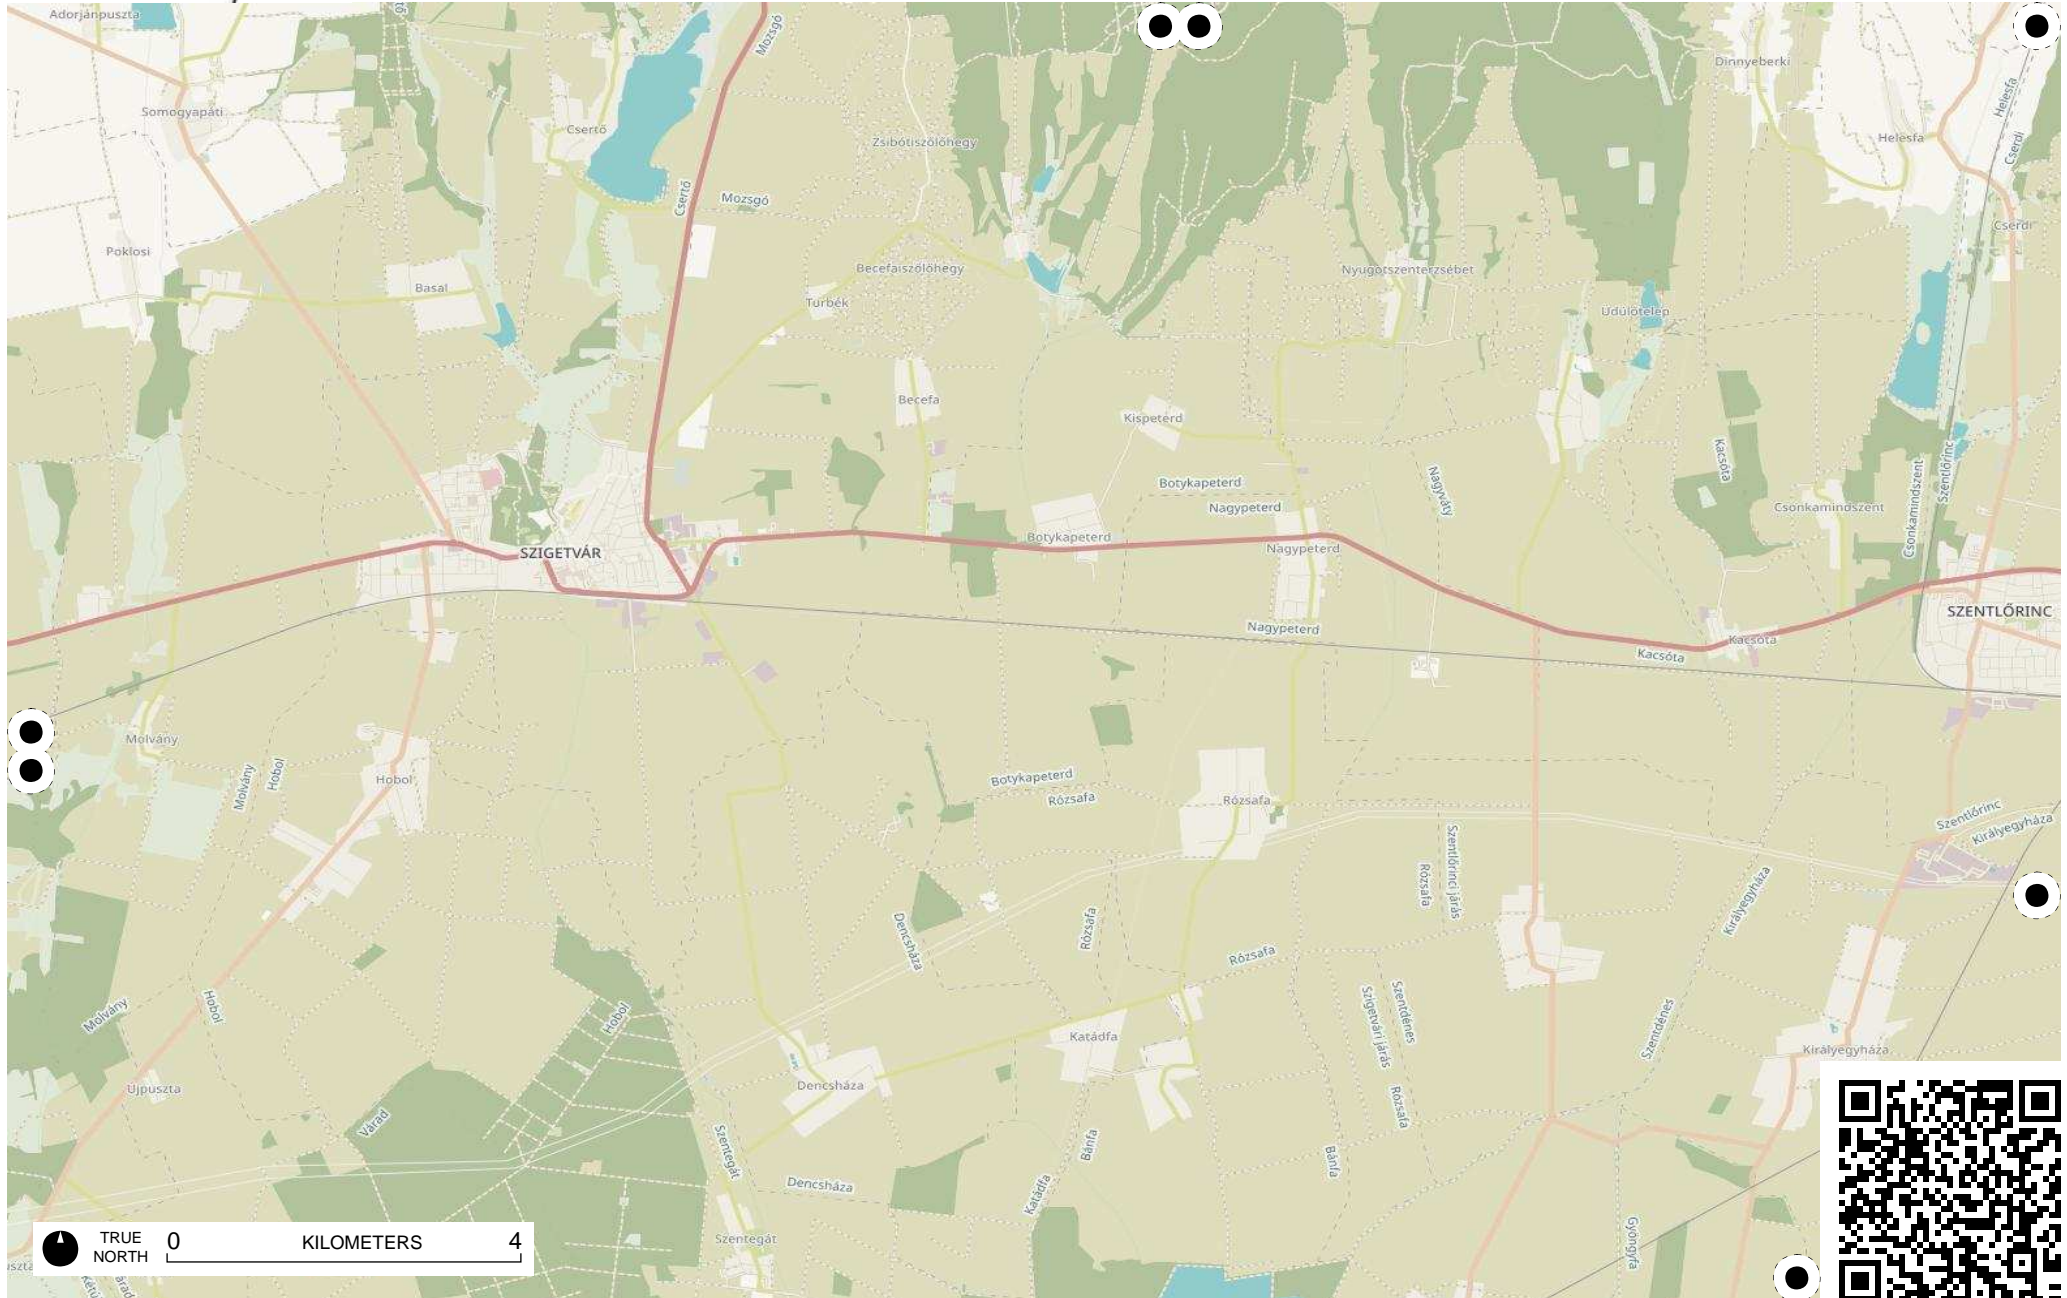 Adorjánpuszta
Mozsgó
Dinnyeberki
Somogyapáti
Csertő
Zsibótiszőlőhegy
Helesfa
Helesfa
Cserdi
Csertő
Mozsgó
Cserdi
Poklosi
Becefaiszőlőhegy
Nyugotszenterzsébet
Basal
Turbék
Üdülőtelep
Becefa
Kispeterd
Kacsóta
Szentlőrinc
Csonkamindszent
Botykapeterd
Nagyváty
Nagypeterd
Csonkamindszent
Botykapeterd
Nagypeterd
SZIGETVÁR
SZENTLŐRINC
Nagypeterd
Kacsóta
Kacsóta
Molvány
Hobol
Molvány
Hobol
Botykapeterd
Rózsafa
Rózsafa
Szentlőrinc
Királyegyháza
Szentlőrinci járás
Rózsafa
Királyegyháza
Dencsháza
Rózsafa
Rózsafa
Molvány
Hobol
Hobol
Szigetvári járás
Szentdénes
Szentdénes
Katádfa
Királyegyháza
Újpuszta
Dencsháza
Rózsafa
Várad
Szentegát
Bánfa
Bánfa
Dencsháza
Katádfa
Szentegát
Gyöngyfa
TRUE
NORTH
0 KILOMETERS 4